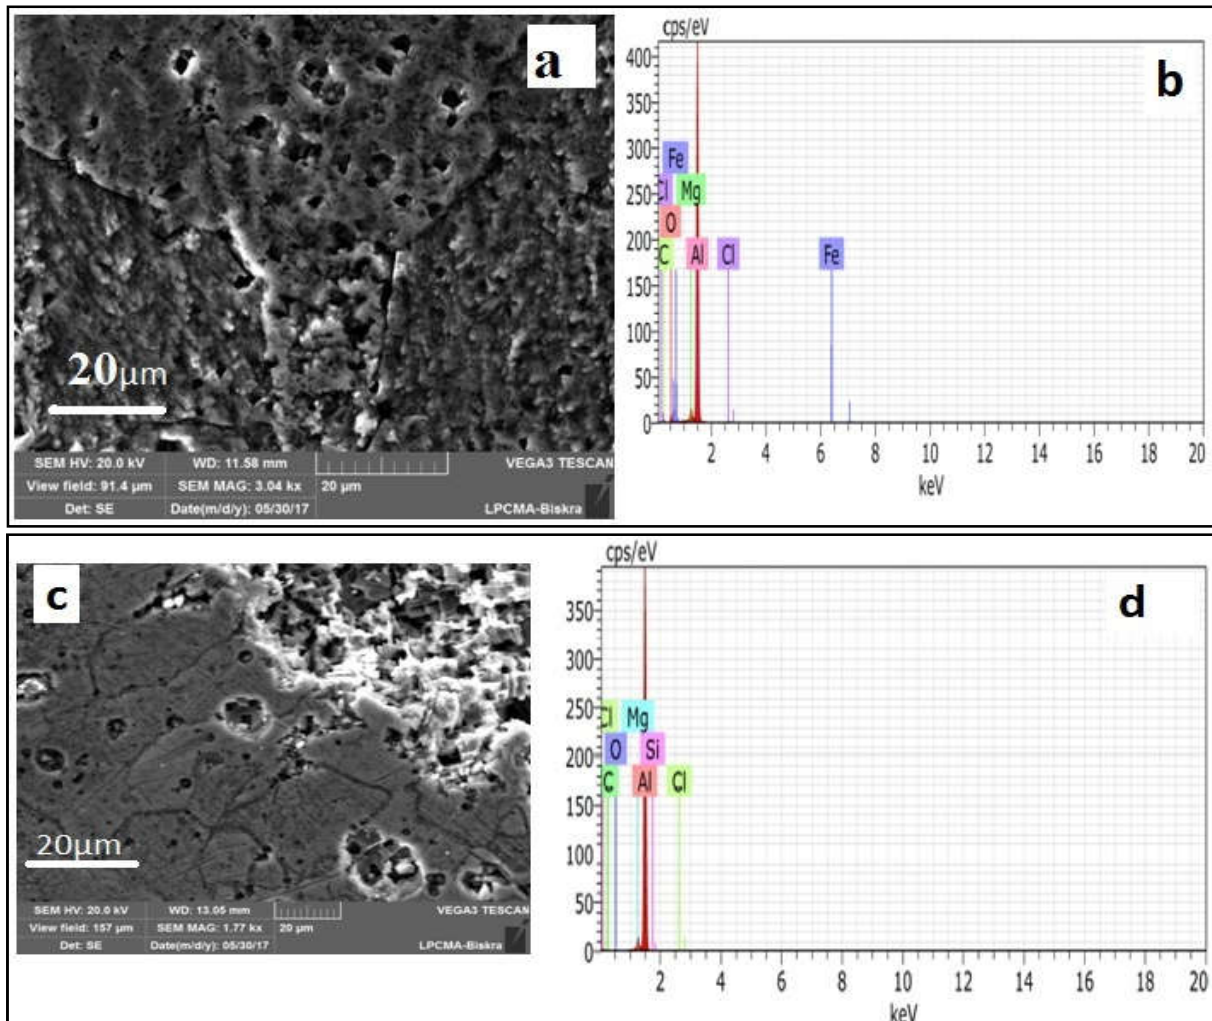 a
20µm
SEM HV: 20.0 kV WD: 11.58 mm VEGA3 TESCAN
View field: 91.4 µm SEM MAG: 3.04 kx 20 µm
Det: SE Date(m/d/y): 05/30/17 LPCMA-Biskra
cps/eV
b
400
350
300
250
200
150
100
50
0
Fe
Cl Mg
O
C Al Cl Fe
2 4 6 8 10 12 14 16 18 20
keV
c
20µm
SEM HV: 20.0 kV WD: 13.05 mm VEGA3 TESCAN
View field: 157 µm SEM MAG: 1.77 kx 20 µm
Det: SE Date(m/d/y): 05/30/17 LPCMA-Biskra
cps/eV
d
350
300
250
200
150
100
50
0
Cl Mg
O Si
C Al Cl
2 4 6 8 10 12 14 16 18 20
keV